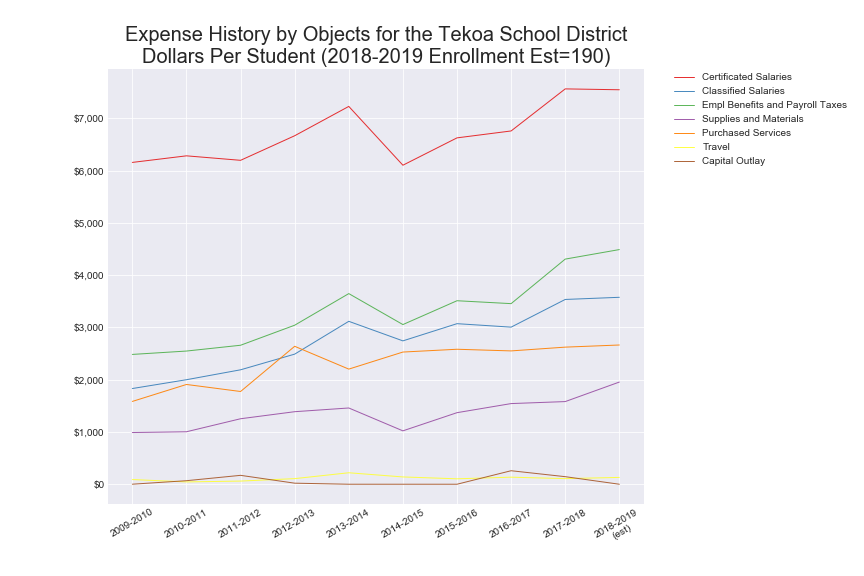 Expense History by Objects for the Tekoa School District
Dollars Per Student (2018-2019 Enrollment Est=190)
Certificated Salaries
Classified Salaries
Empl Benefits and Payroll Taxes
Supplies and Materials
Purchased Services
Travel
Capital Outlay
$7,000
$6,000
$5,000
$4,000
$3,000
$2,000
$1,000
$0
2009-2010
2010-2011
2011-2012
2012-2013
2013-2014
2014-2015
2015-2016
2016-2017
2017-2018
2018-2019
(est)